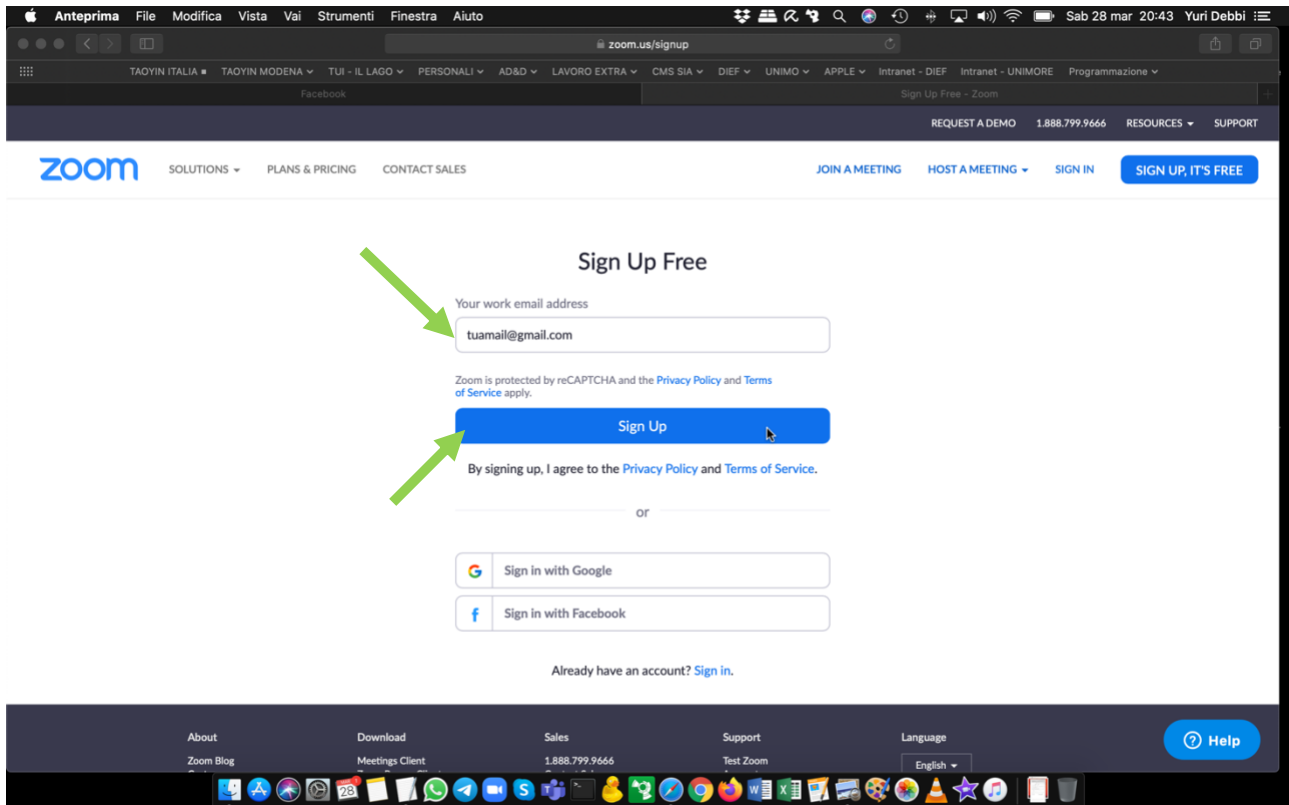 Anteprima File Modifica Vista Vai Strumenti Finestra Aiuto Sab 28 mar 20:43 Yuri Debbi
zoom.us/signup
TAOYIN ITALIA TAOYIN MODENA TUI - IL LAGO PERSONALI AD&D LAVORO EXTRA CMS SIA DIEF UNIMO APPLE Intranet - DIEF Intranet - UNIMORE Programmazione
Facebook Sign Up Free - Zoom
REQUEST A DEMO 1.888.799.9666 RESOURCES SUPPORT
zoom SOLUTIONS PLANS & PRICING CONTACT SALES JOIN A MEETING HOST A MEETING SIGN IN SIGN UP, IT'S FREE
Sign Up Free
Your work email address
tuamail@gmail.com
Zoom is protected by reCAPTCHA and the Privacy Policy and Terms
of Service apply.
Sign Up
By signing up, I agree to the Privacy Policy and Terms of Service.
or
Sign in with Google
Sign in with Facebook
Already have an account? Sign in.
About Download Sales Support Language
Zoom Blog Meetings Client 1.888.799.9666 Test Zoom English
Help
28